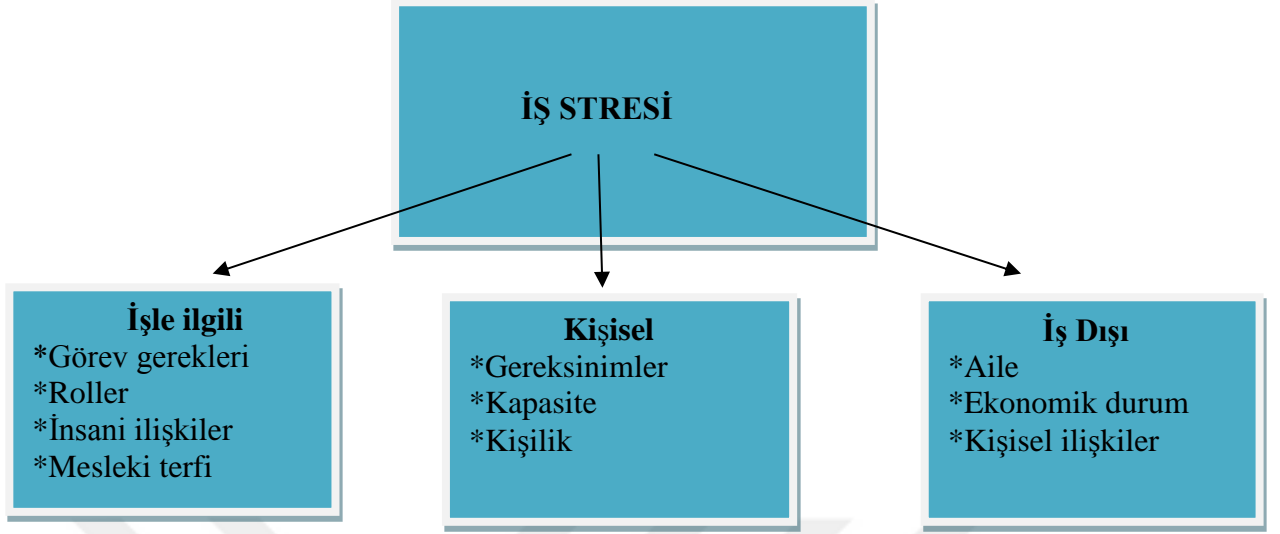 İŞ STRESİ
İşle ilgili
*Görev gerekleri
*Roller
*İnsani ilişkiler
*Mesleki terfi
Kişisel
*Gereksinimler
*Kapasite
*Kişilik
İş Dışı
*Aile
*Ekonomik durum
*Kişisel ilişkiler